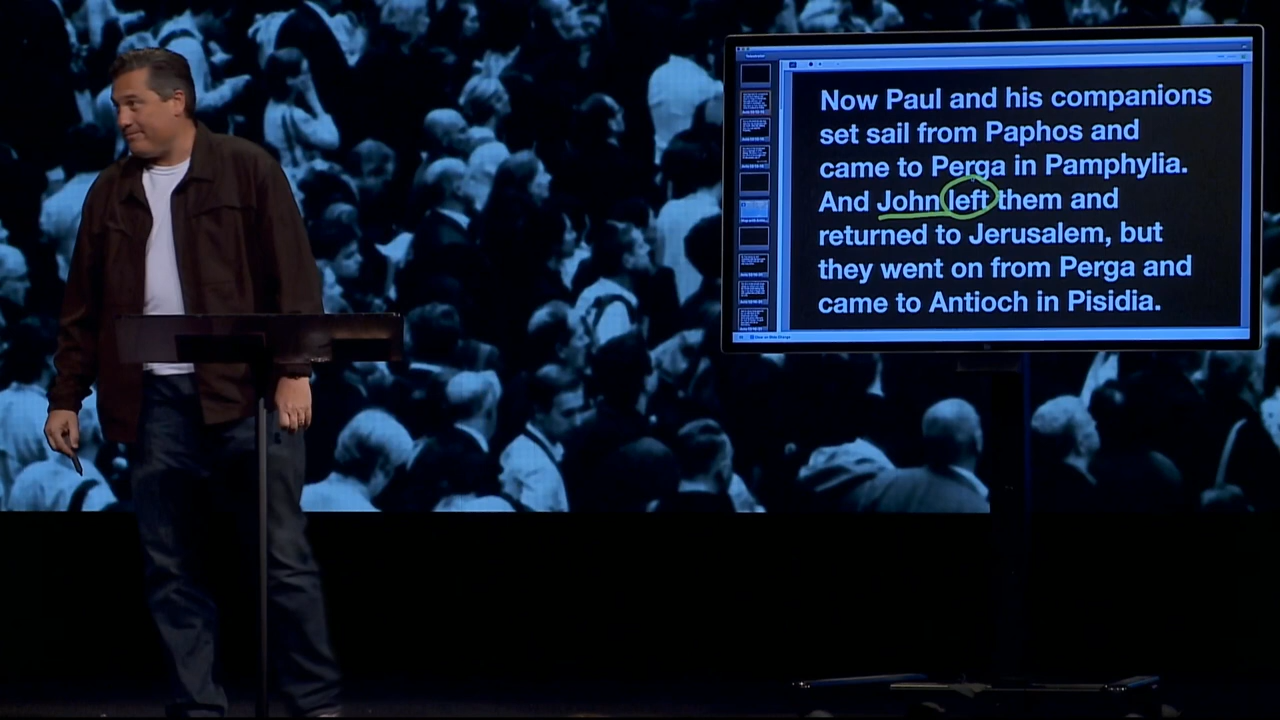 Now Paul and his companions
set sail from Paphos and
came to Perga in Pamphylia.
And John left them and
returned to Jerusalem, but
they went on from Perga and
came to Antioch in Pisidia.